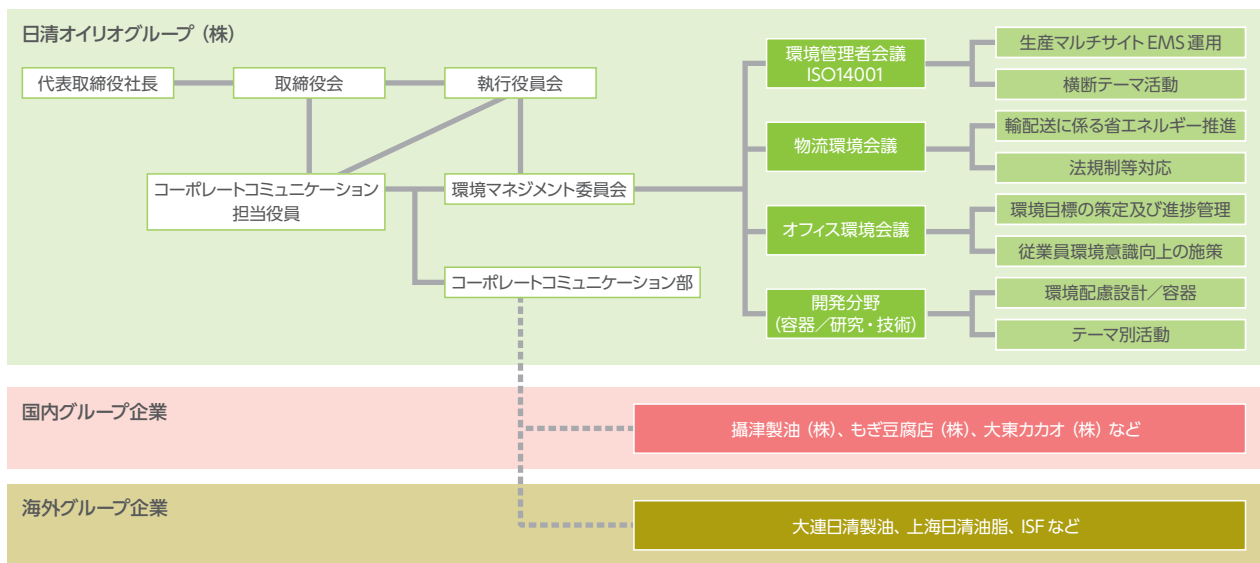 日清オイリオグループ（株）
代表取締役社長
取締役会
執行役員会
コーポレートコミュニケーション
担当役員
環境マネジメント委員会
コーポレートコミュニケーション部
環境管理者会議
ISO14001
生産マルチサイトEMS運用
横断テーマ活動
物流環境会議
輸配送に係る省エネルギー推進
法規制等対応
オフィス環境会議
環境目標の策定及び進捗管理
従業員環境意識向上の施策
開発分野
（容器／研究・技術）
環境配慮設計／容器
テーマ別活動
国内グループ企業
攝津製油（株）、もぎ豆腐店（株）、大東カカオ（株）など
海外グループ企業
大連日清製油、上海日清油脂、ISFなど